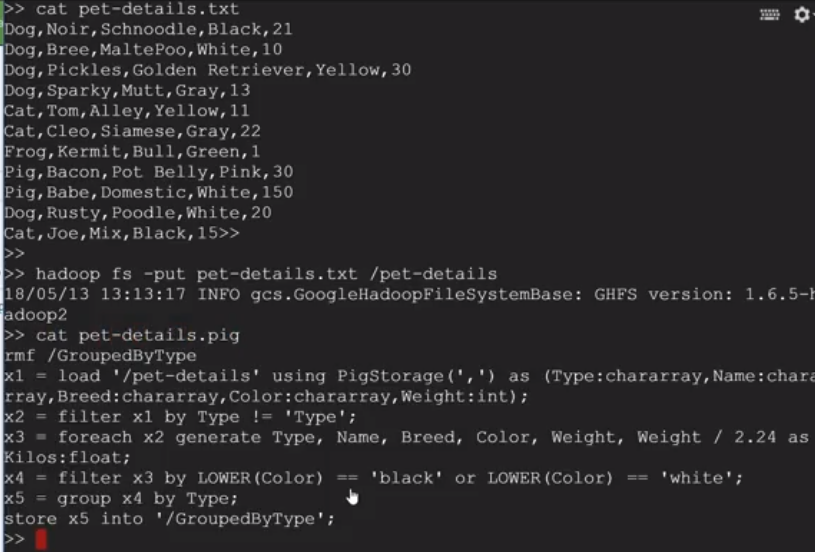 >> cat pet-details.txt
Dog,Noir,Schnoodle,Black,21
Dog,Bree,MaltePoo,White,10
Dog,Pickles,Golden Retriever,Yellow,30
Dog,Sparky,Mutt,Gray,13
Cat,Tom,Alley,Yellow,11
Cat,Cleo,Siamese,Gray,22
Frog,Kermit,Bull,Green,1
Pig,Bacon,Pot Belly,Pink,30
Pig,Babe,Domestic,White,150
Dog,Rusty,Poodle,White,20
Cat,Joe,Mix,Black,15>>
>>
>> hadoop fs -put pet-details.txt /pet-details
18/05/13 13:13:17 INFO gcs.GoogleHadoopFileSystemBase: GHFS version: 1.6.5-h
adoop2
>> cat pet-details.pig
rmf /GroupedByType
x1 = load '/pet-details' using PigStorage(',') as (Type:chararray,Name:chara
rray,Breed:chararray,Color:chararray,Weight:int);
x2 = filter x1 by Type != 'Type';
x3 = foreach x2 generate Type, Name, Breed, Color, Weight, Weight / 2.24 as
Kilos:float;
x4 = filter x3 by LOWER(Color) == 'black' or LOWER(Color) == 'white';
x5 = group x4 by Type;
store x5 into '/GroupedByType';
>>